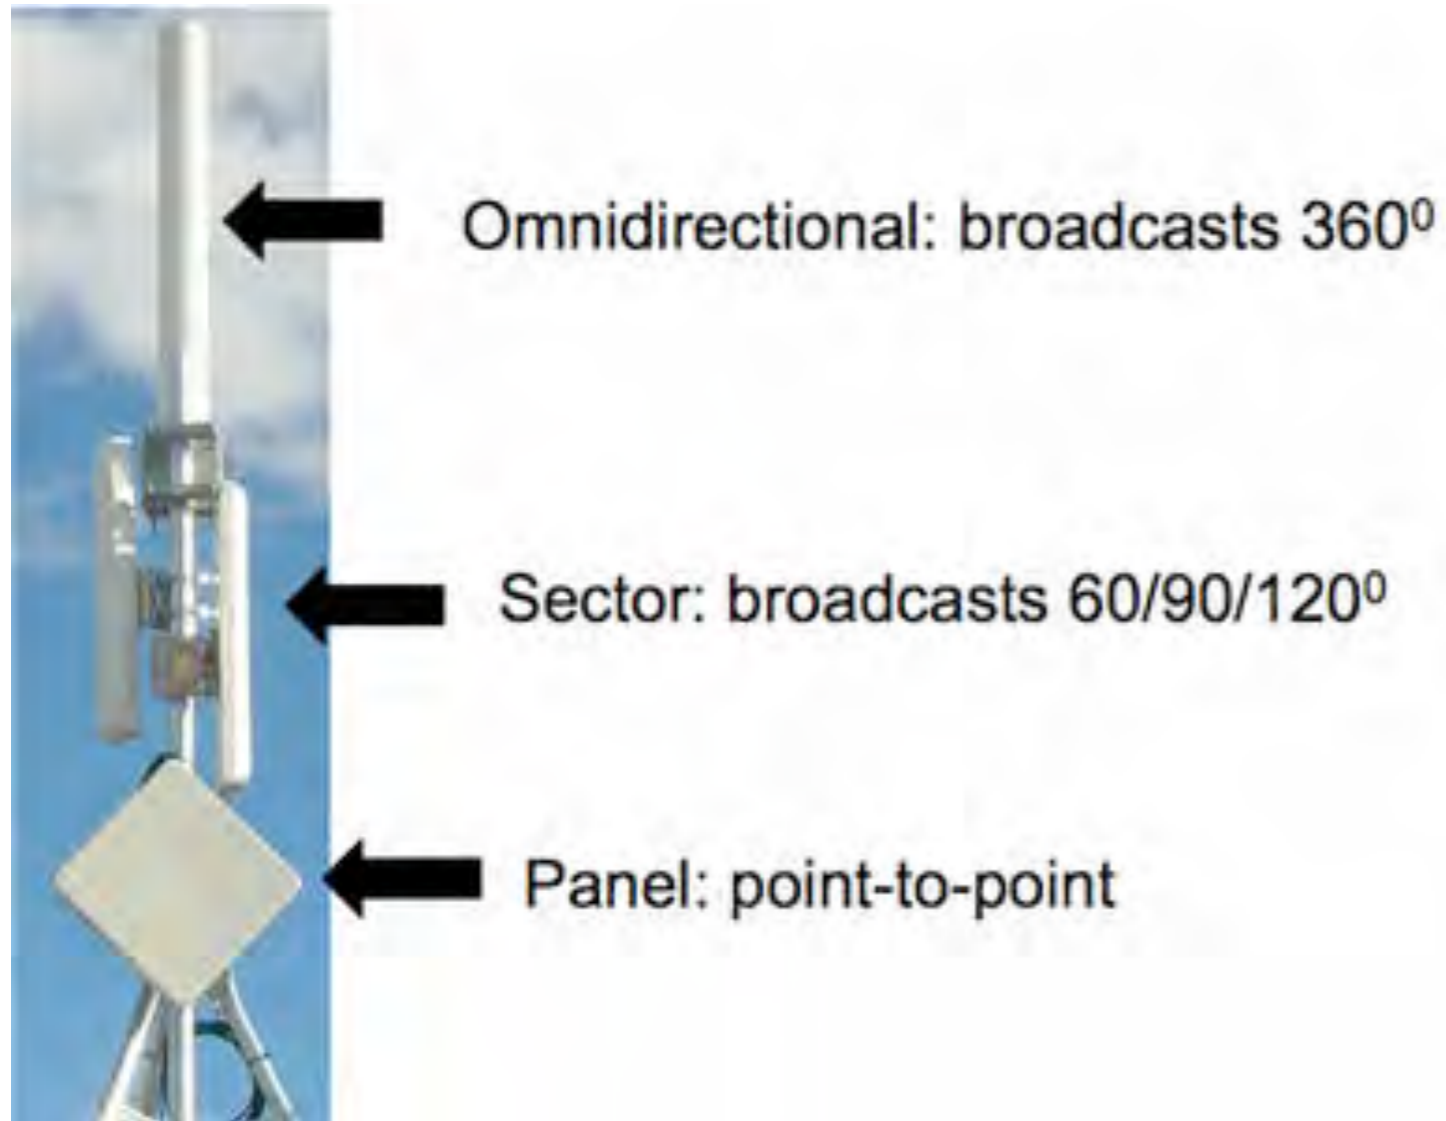 Omnidirectional: broadcasts 360⁰
Sector: broadcasts 60/90/120⁰
Panel: point-to-point